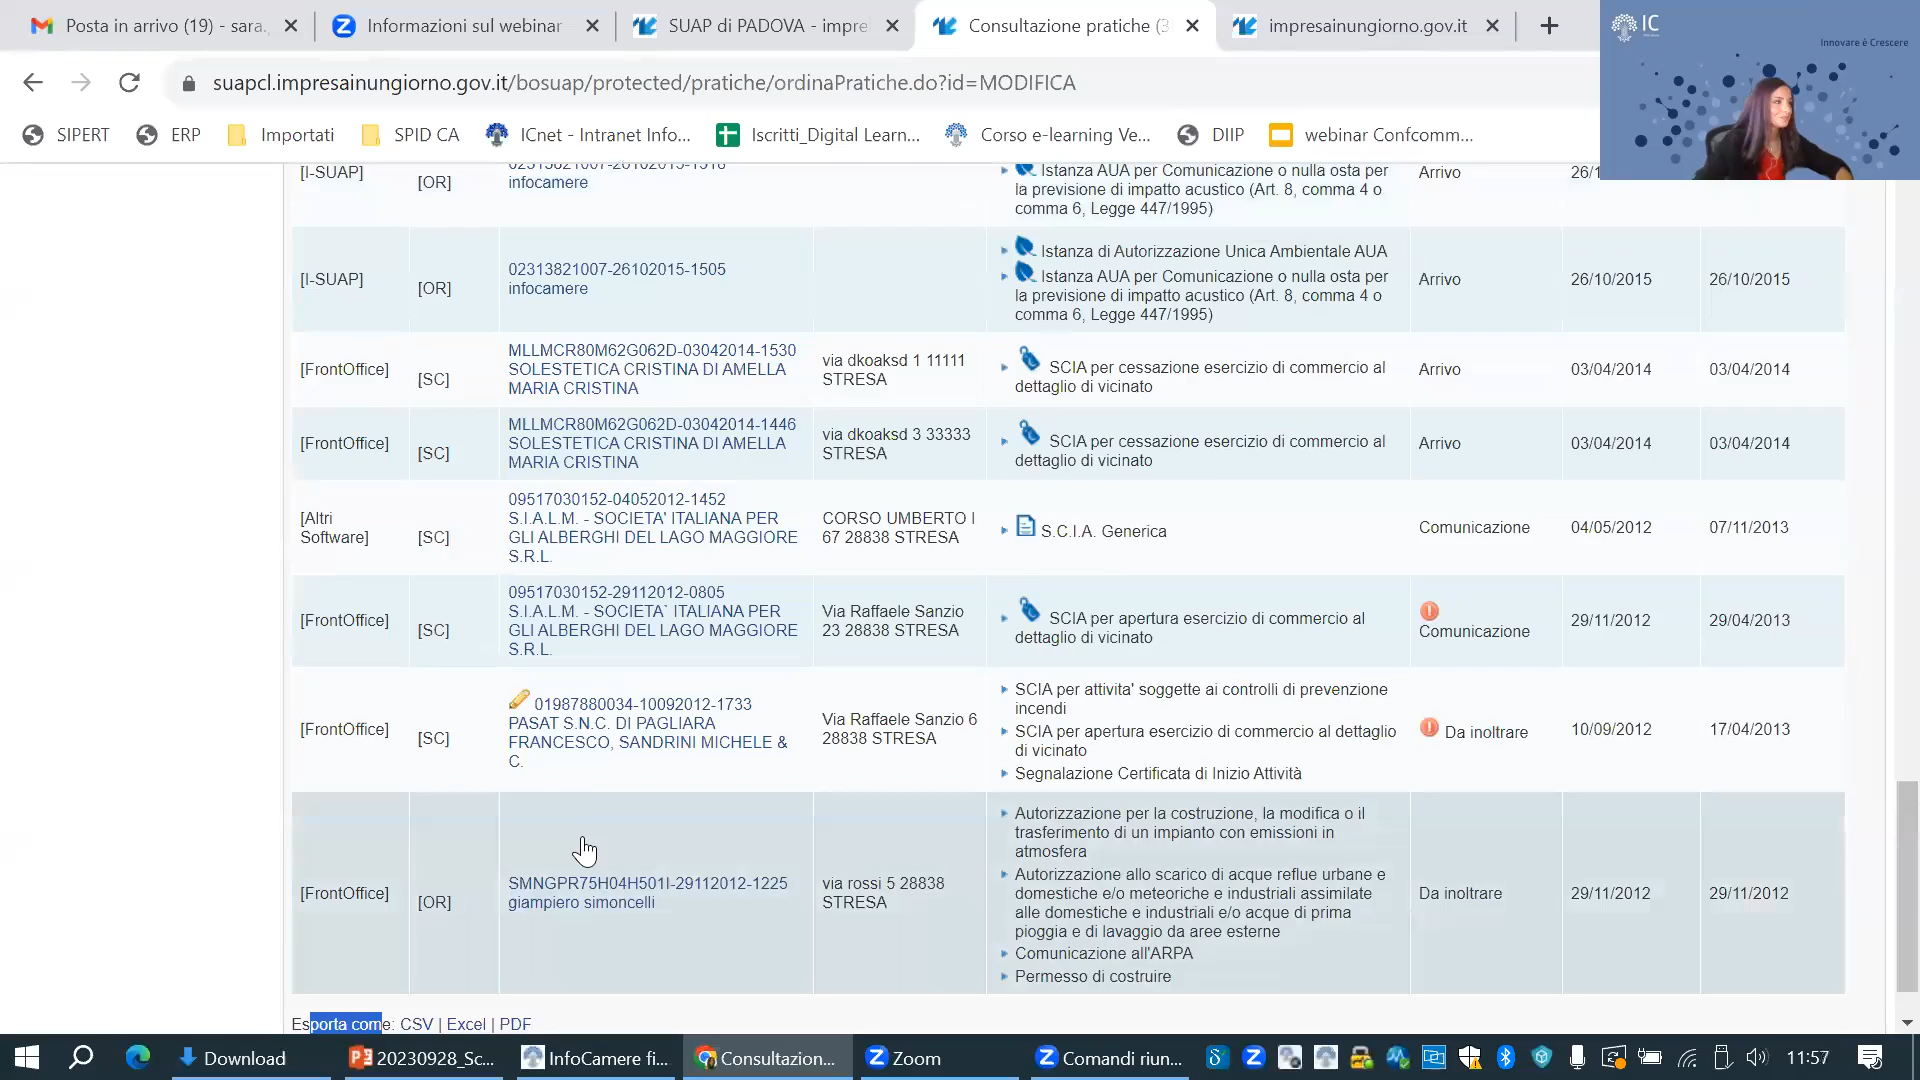 Posta in arrivo (19) - sara.
Informazioni sul webinar
SUAP di PADOVA - impre
Consultazione pratiche (3
impresainungiorno.gov.it
IC
Innovare è Crescere
suapcl.impresainungiorno.gov.it/bosuap/protected/pratiche/ordinaPratiche.do?id=MODIFICA
SIPERT
ERP
Importati
SPID CA
ICnet - Intranet Info...
Iscritti_Digital Learn...
Corso e-learning Ve...
DIIP
webinar Confcomm...
[I-SUAP]
[OR]
infocamere
Istanza AUA per Comunicazione o nulla osta per
la previsione di impatto acustico (Art. 8, comma 4 o
comma 6, Legge 447/1995)
Arrivo
26/1
[I-SUAP]
[OR]
02313821007-26102015-1505
infocamere
Istanza di Autorizzazione Unica Ambientale AUA
Istanza AUA per Comunicazione o nulla osta per
la previsione di impatto acustico (Art. 8, comma 4 o
comma 6, Legge 447/1995)
Arrivo
26/10/2015
26/10/2015
[FrontOffice]
[SC]
MLLMCR80M62G062D-03042014-1530
SOLESTETICA CRISTINA DI AMELLA
MARIA CRISTINA
via dkoaksd 1 11111
STRESA
SCIA per cessazione esercizio di commercio al
dettaglio di vicinato
Arrivo
03/04/2014
03/04/2014
[FrontOffice]
[SC]
MLLMCR80M62G062D-03042014-1446
SOLESTETICA CRISTINA DI AMELLA
MARIA CRISTINA
via dkoaksd 3 33333
STRESA
SCIA per cessazione esercizio di commercio al
dettaglio di vicinato
Arrivo
03/04/2014
03/04/2014
[Altri
Software]
[SC]
09517030152-04052012-1452
S.I.A.L.M. - SOCIETA' ITALIANA PER
GLI ALBERGHI DEL LAGO MAGGIORE
S.R.L.
CORSO UMBERTO I
67 28838 STRESA
S.C.I.A. Generica
Comunicazione
04/05/2012
07/11/2013
[FrontOffice]
[SC]
09517030152-29112012-0805
S.I.A.L.M. - SOCIETA` ITALIANA PER
GLI ALBERGHI DEL LAGO MAGGIORE
S.R.L.
Via Raffaele Sanzio
23 28838 STRESA
SCIA per apertura esercizio di commercio al
dettaglio di vicinato
Comunicazione
29/11/2012
29/04/2013
[FrontOffice]
[SC]
01987880034-10092012-1733
PASAT S.N.C. DI PAGLIARA
FRANCESCO, SANDRINI MICHELE &
C.
Via Raffaele Sanzio 6
28838 STRESA
SCIA per attivita' soggette ai controlli di prevenzione
incendi
SCIA per apertura esercizio di commercio al dettaglio
di vicinato
Segnalazione Certificata di Inizio Attività
Da inoltrare
10/09/2012
17/04/2013
[FrontOffice]
[OR]
SMNGPR75H04H501I-29112012-1225
giampiero simoncelli
via rossi 5 28838
STRESA
Autorizzazione per la costruzione, la modifica o il
trasferimento di un impianto con emissioni in
atmosfera
Autorizzazione allo scarico di acque reflue urbane e
domestiche e/o meteoriche e industriali assimilate
alle domestiche e industriali e/o acque di prima
pioggia e di lavaggio da aree esterne
Comunicazione all'ARPA
Permesso di costruire
Da inoltrare
29/11/2012
29/11/2012
Esporta come: CSV | Excel | PDF
Download
20230928_Sc...
InfoCamere fi...
Consultazion...
Zoom
Comandi riun...
11:57